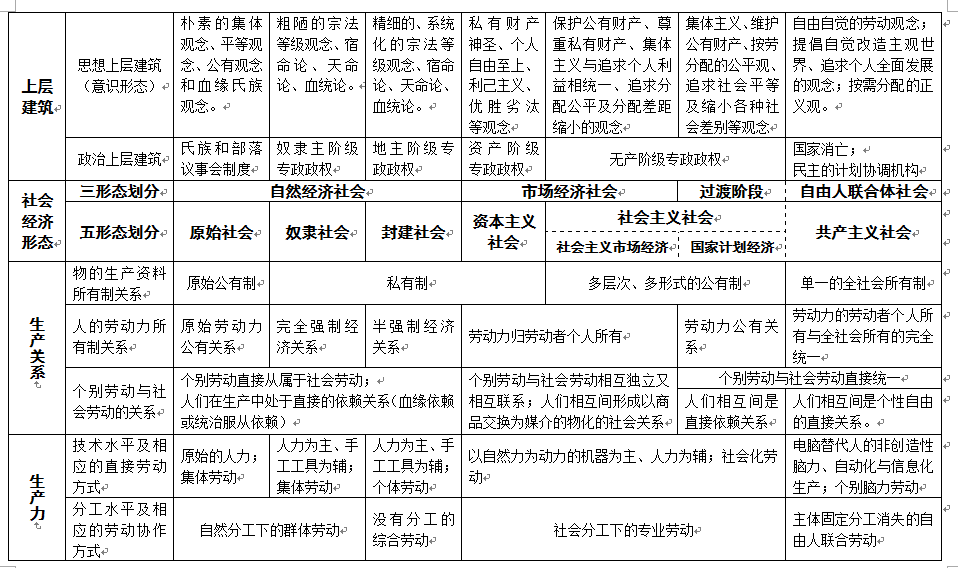 上层建筑
思想上层建筑（意识形态）
朴素的集体观念、平等观念、公有观念和血缘氏族观念。
粗陋的宗法等级观念、宿命论、天命论、血统论。
精细的、系统化的宗法等级观念、宿命论、天命论、血统论。
私有财产神圣、个人自由至上、利己主义、优胜劣汰等观念
保护公有财产、尊重私有财产、集体主义与追求个人利益相统一、追求分配公平及分配差距缩小的观念
集体主义、维护公有财产、按劳分配的公平观、追求社会平等及缩小各种社会差别等观念
自由自觉的劳动观念；提倡自觉改造主观世界、追求个人全面发展的观念；按需分配的正义观。
政治上层建筑
氏族和部落议事会制度
奴隶主阶级专政政权
地主阶级专政政权
资产阶级专政政权
无产阶级专政政权
国家消亡；
民主的计划协调机构
社会经济形态
三形态划分
自然经济社会
市场经济社会
过渡阶段
自由人联合体社会
五形态划分
原始社会
奴隶社会
封建社会
资本主义社会
社会主义社会
社会主义市场经济
国家计划经济
共产主义社会
生产关系
物的生产资料所有制关系
原始公有制
私有制
多层次、多形式的公有制
单一的全社会所有制
人的劳动力所有制关系
原始劳动力公有关系
完全强制经济关系
半强制经济关系
劳动力归劳动者个人所有
劳动力公有关系
劳动力的劳动者个人所有与全社会所有的完全统一
个别劳动与社会劳动的关系
个别劳动直接从属于社会劳动；
人们在生产中处于直接的依赖关系（血缘依赖或统治服从依赖）
个别劳动与社会劳动相互独立又相互联系；人们相互间形成以商品交换为媒介的物化的社会关系
个别劳动与社会劳动直接统一
人们相互间是直接依赖关系
人们相互间是个性自由的直接关系。
生产力
技术水平及相应的直接劳动方式
原始的人力；集体劳动
人力为主、手工工具为辅；集体劳动
人力为主、手工工具为辅；个体劳动
以自然力为动力的机器为主、人力为辅；社会化劳动
电脑替代人的非创造性脑力、自动化与信息化生产；个别脑力劳动
分工水平及相应的劳动协作方式
自然分工下的群体劳动
没有分工的综合劳动
社会分工下的专业劳动
主体固定分工消失的自由人联合劳动